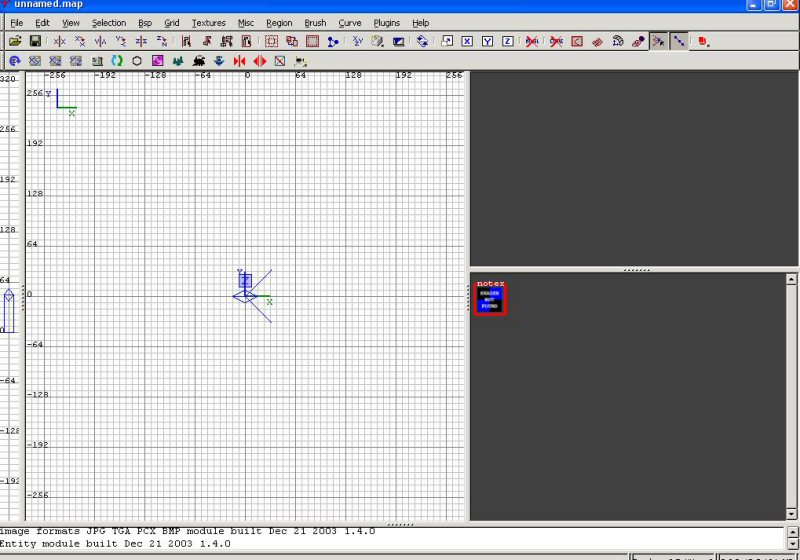 unnamed.map
File Edit View Selection Bsp Grid Textures Misc Region Brush Curve Plugins Help
320 -256 -192 -128 -64 0 64 128 192 256
256 Y
X
256
192
192
128
128
64
64
notex
SHADER
NOT
FOUND
Y
Z
0
X
0
-64
-64
-128
-128
-192
-192
-256
image formats JPG TGA PCX BMP module built Dec 21 2003 1.4.0
Entity module built Dec 21 2003 1.4.0